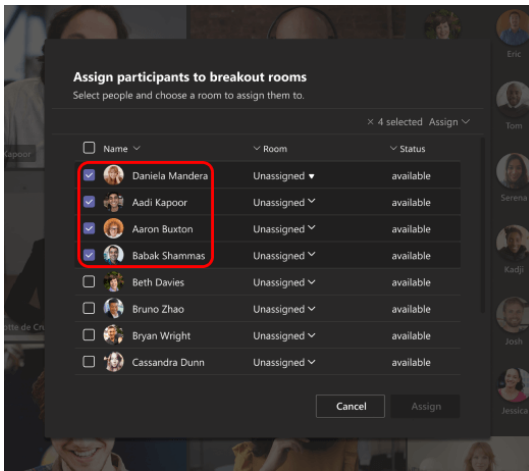 Eric
Assign participants to breakout rooms
Select people and choose a room to assign them to.
× 4 selected Assign
Tom
Kapoor
Name Room Status
Daniela Mandera Unassigned available
Serena
Aadi Kapoor Unassigned available
Aaron Buxton Unassigned available
Babak Shammas Unassigned available
Kadji
Beth Davies Unassigned available
Bruno Zhao Unassigned available
Bryan Wright Unassigned available
Josh
Cassandra Dunn Unassigned available
Cancel Assign
Jessica